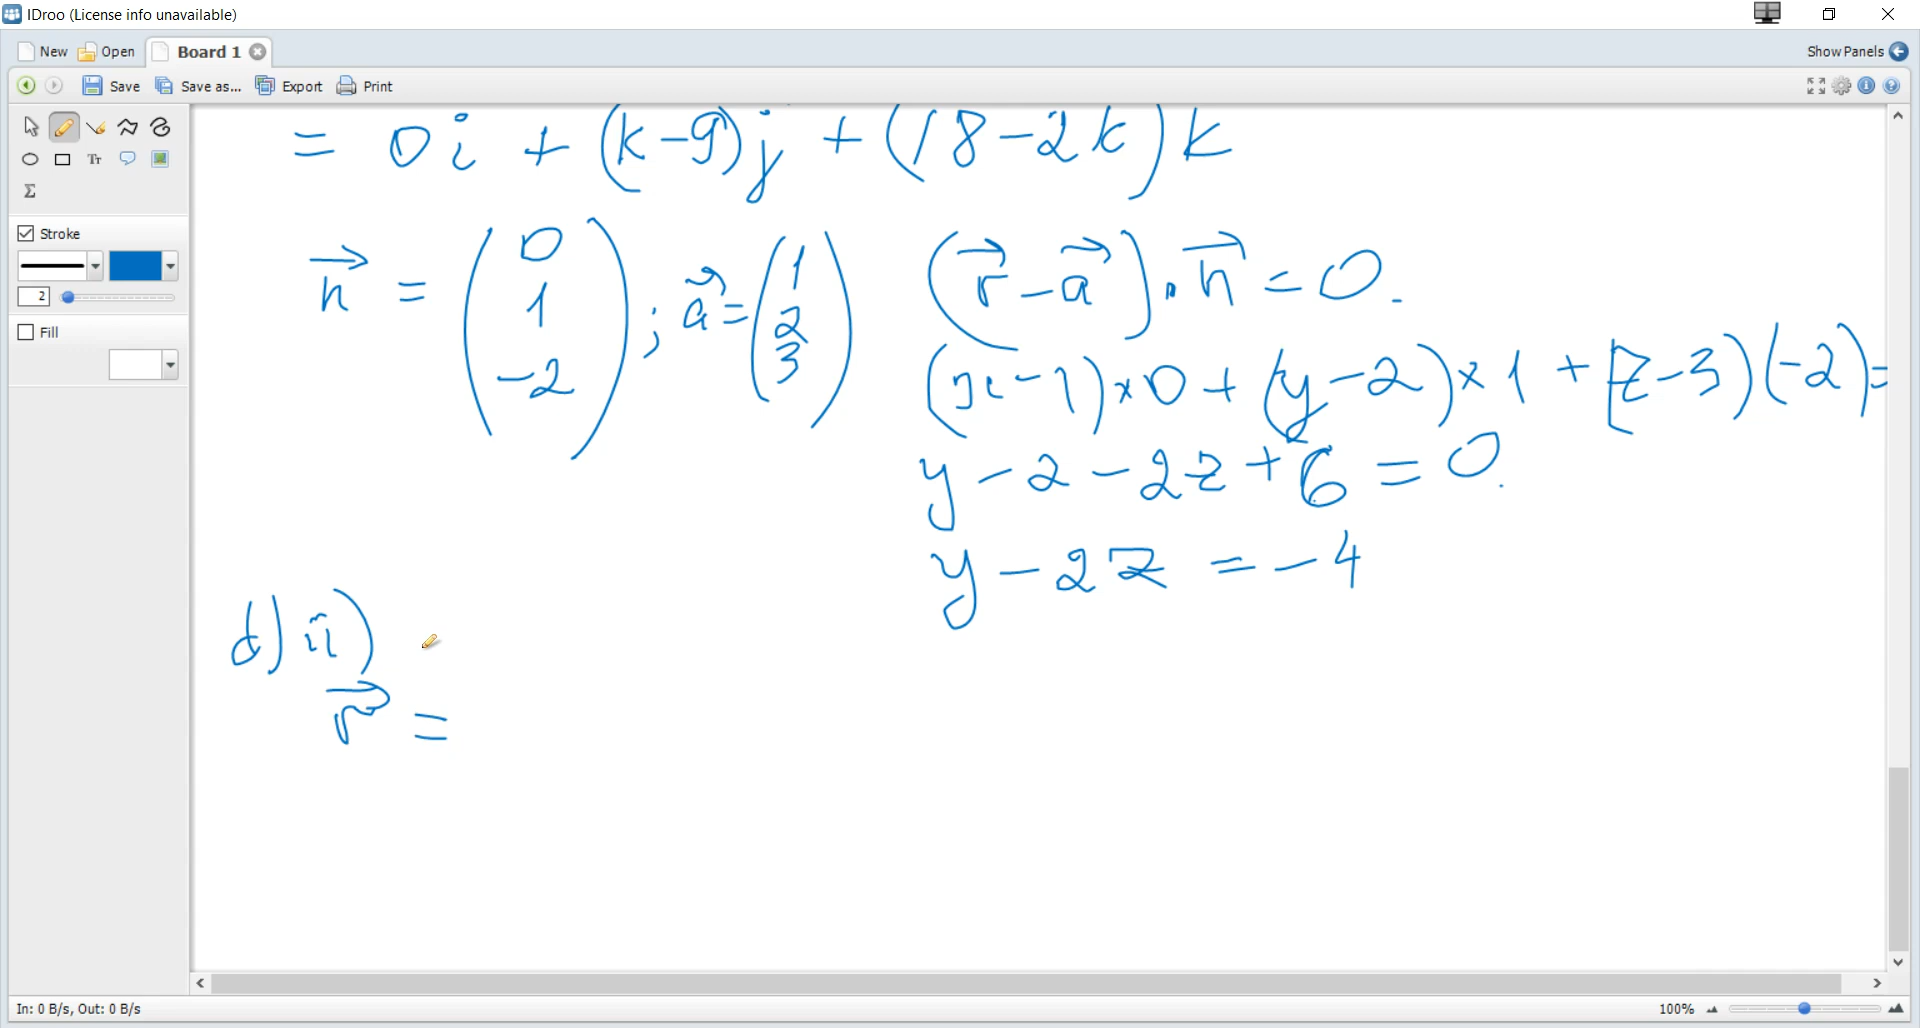 IDroo (License info unavailable)
New Open Board 1 Show Panels
Save Save as... Export Print
Tr
Σ
Stroke
2
Fill
= 0i + (k-9)j + (18-2k)k
n⃗ = (0 1 -2) ; a⃗ = (1 2 3) (r⃗ - a⃗) . n⃗ = 0.
(x-1)×0 + (y-2)×1 + [z-3)(-2)=
y - 2 - 2z + 6 = 0.
y - 2z = -4
d) ii)
r⃗ =
In: 0 B/s, Out: 0 B/s 100%